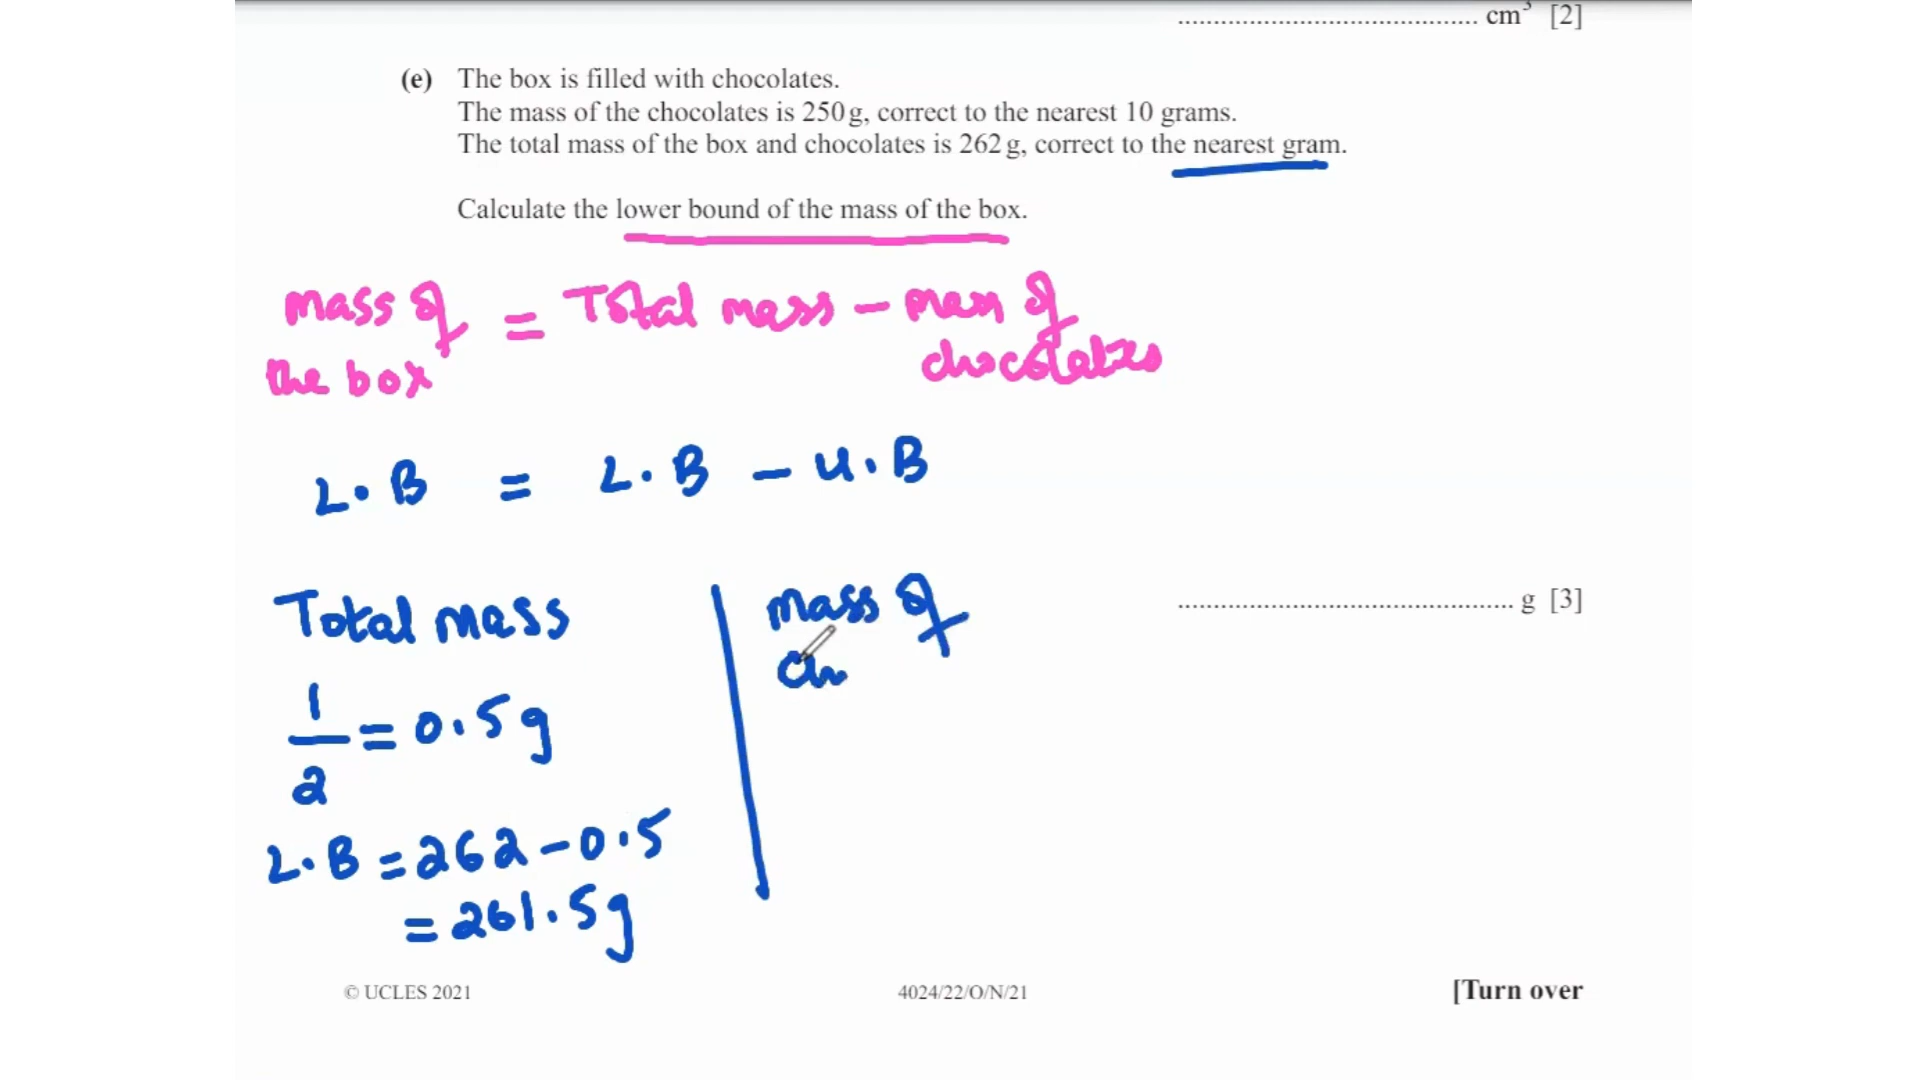 cm³ [2]
(e) The box is filled with chocolates.
The mass of the chocolates is 250 g, correct to the nearest 10 grams.
The total mass of the box and chocolates is 262 g, correct to the nearest gram.
Calculate the lower bound of the mass of the box.
mass of the box = Total mass - mass of chocolates
L.B = L.B - U.B
Total mass
1/2 = 0.5g
L.B = 262 - 0.5
= 261.5g
mass of
Ch
g [3]
© UCLES 2021
4024/22/O/N/21
[Turn over